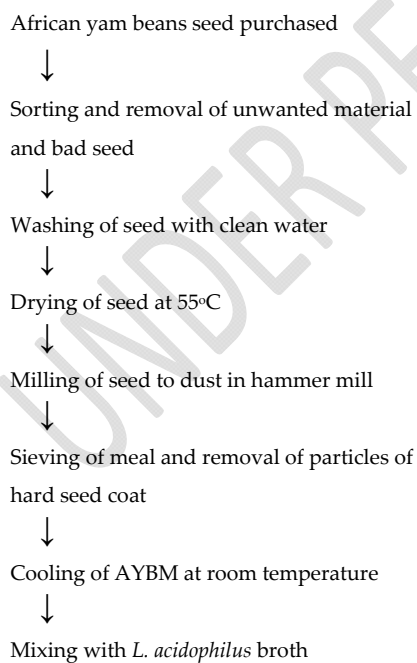 African yam beans seed purchased
↓
Sorting and removal of unwanted material
and bad seed
↓
Washing of seed with clean water
↓
Drying of seed at 55ᵒC
↓
Milling of seed to dust in hammer mill
↓
Sieving of meal and removal of particles of
hard seed coat
↓
Cooling of AYBM at room temperature
↓
Mixing with L. acidophilus broth
UNDER PE